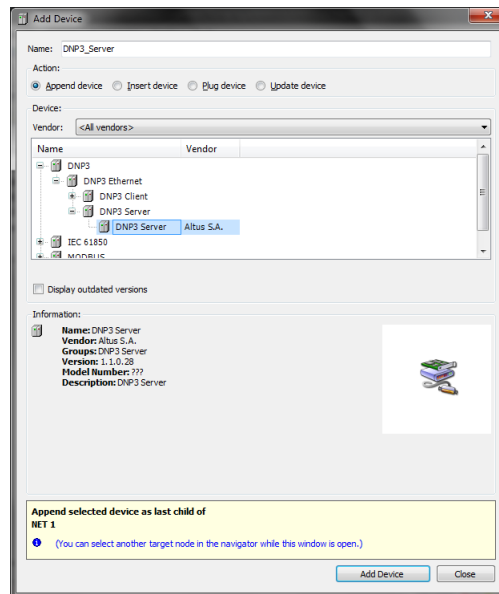 Add Device
Name: DNP3_Server
Action:
Append device Insert device Plug device Update device
Device:
Vendor: <All vendors>
Name Vendor
DNP3
DNP3 Ethernet
DNP3 Client
DNP3 Server
DNP3 Server Altus S.A.
IEC 61850
MODBUS
Display outdated versions
Information:
Name: DNP3 Server
Vendor: Altus S.A.
Groups: DNP3 Server
Version: 1.1.0.28
Model Number: ???
Description: DNP3 Server
Append selected device as last child of
NET 1
(You can select another target node in the navigator while this window is open.)
Add Device Close